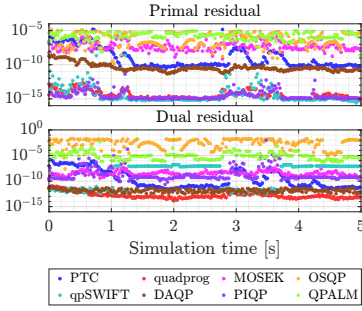 Primal residual
10^-5
10^-10
10^-15
Dual residual
10^0
10^-5
10^-10
10^-15
0 1 2 3 4 5
Simulation time [s]
PTC quadprog MOSEK OSQP
qpSWIFT DAQP PIQP QPALM